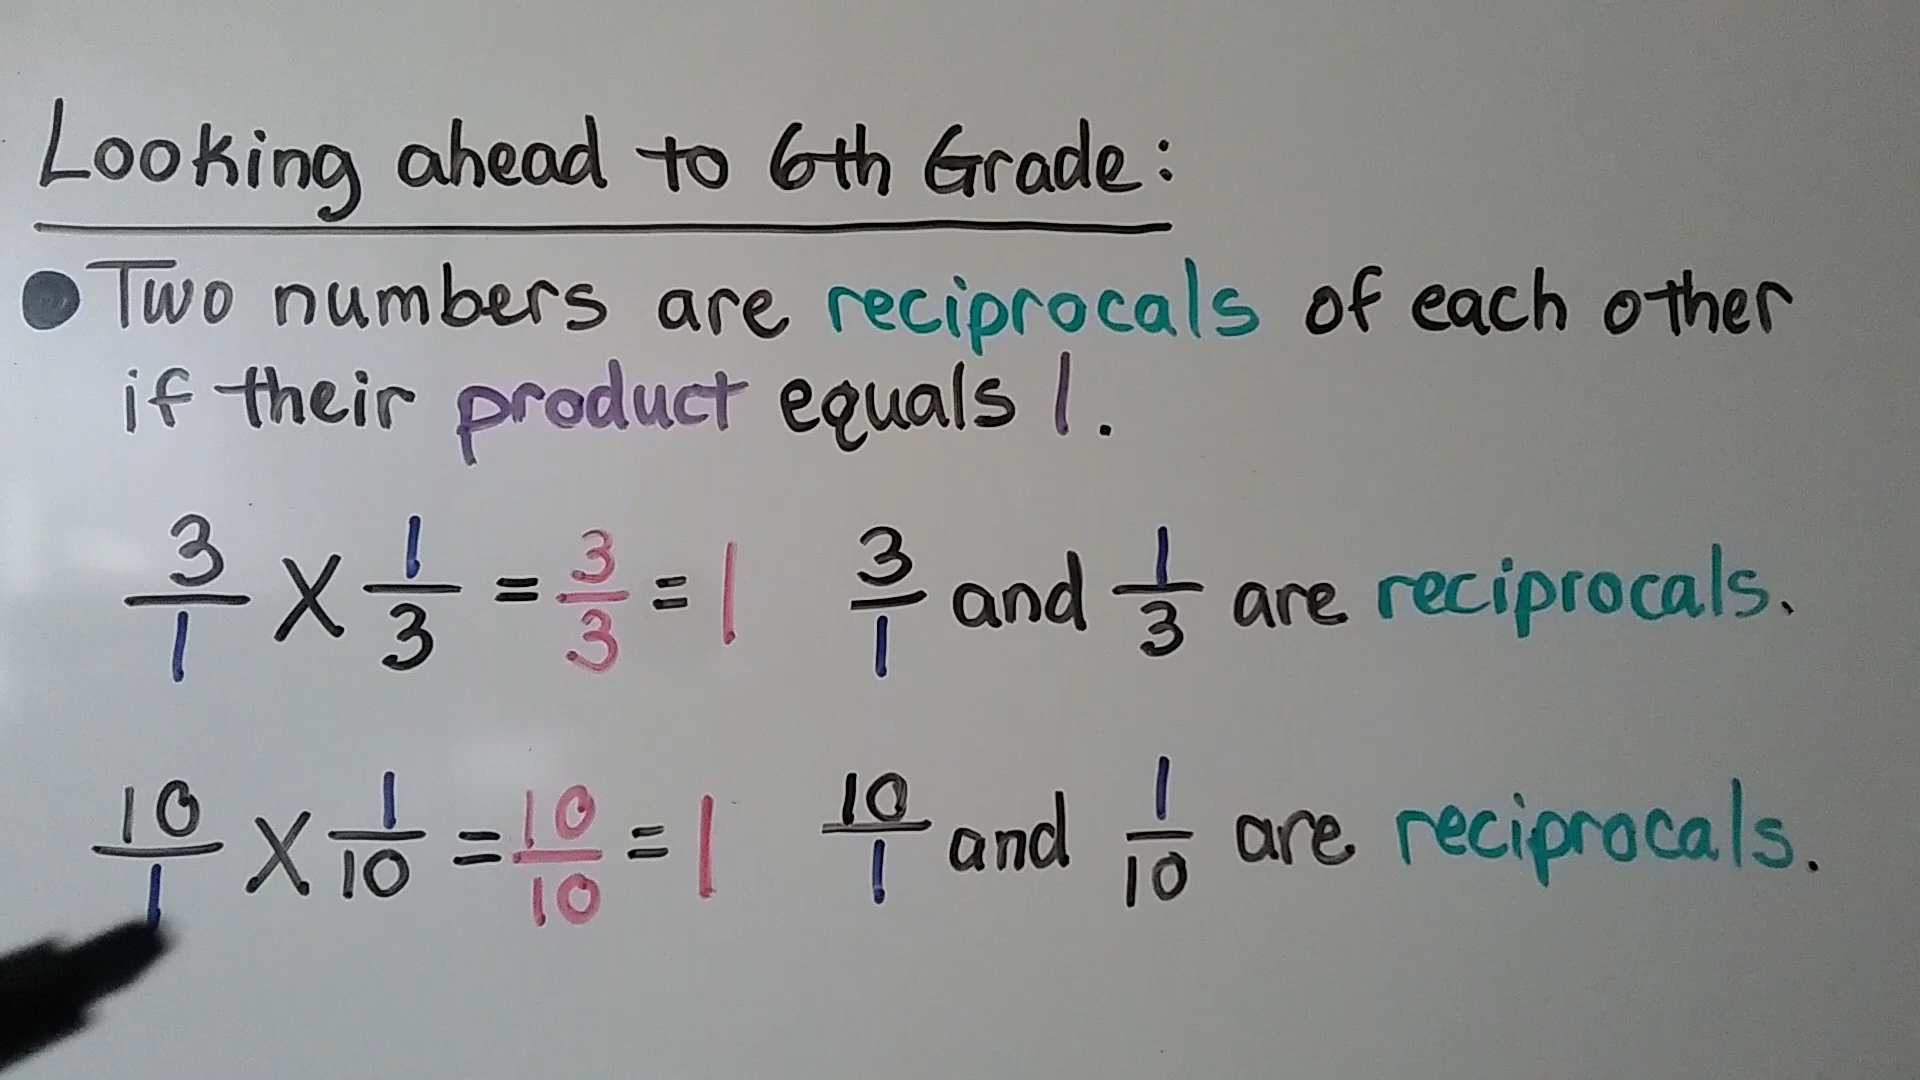 Looking ahead to 6th Grade:
● Two numbers are reciprocals of each other
if their product equals 1.
3/1 X 1/3 = 3/3 = 1   3/1 and 1/3 are reciprocals.
10/1 X 1/10 = 10/10 = 1   10/1 and 1/10 are reciprocals.